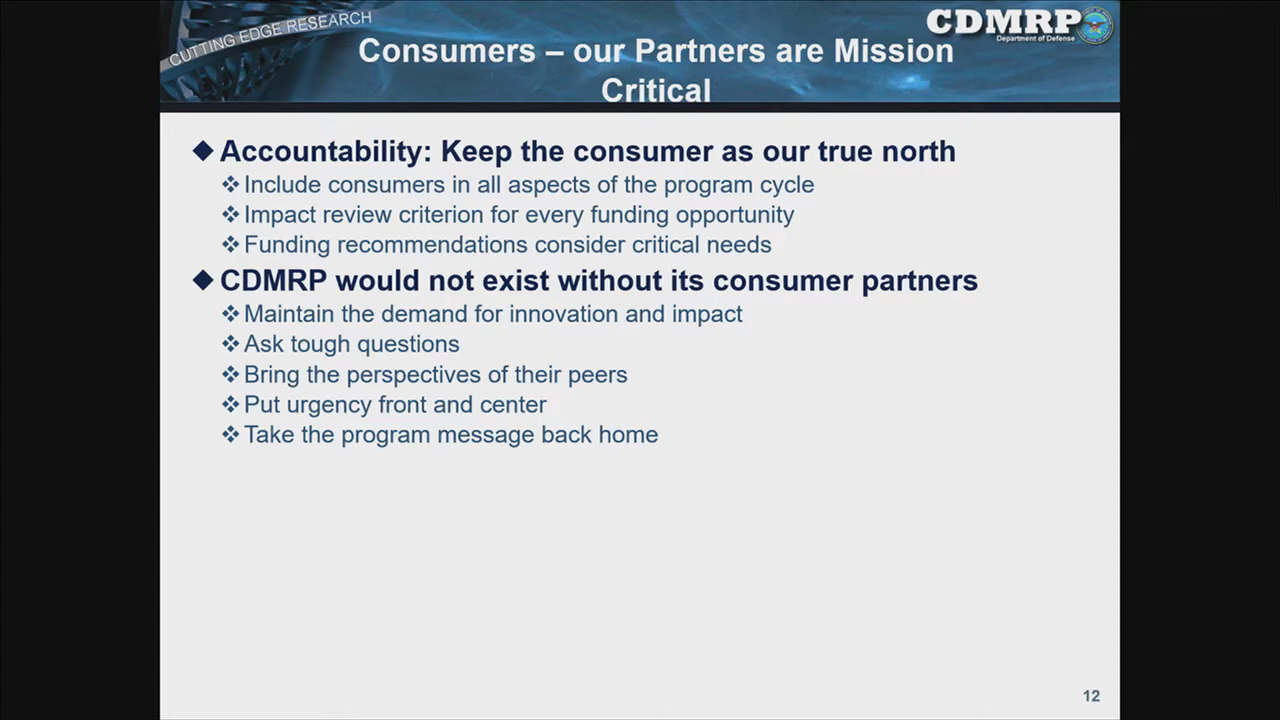 CUTTING EDGE RESEARCH
CDMRP
Department of Defense
Consumers – our Partners are Mission
Critical
Accountability: Keep the consumer as our true north
Include consumers in all aspects of the program cycle
Impact review criterion for every funding opportunity
Funding recommendations consider critical needs
CDMRP would not exist without its consumer partners
Maintain the demand for innovation and impact
Ask tough questions
Bring the perspectives of their peers
Put urgency front and center
Take the program message back home
12